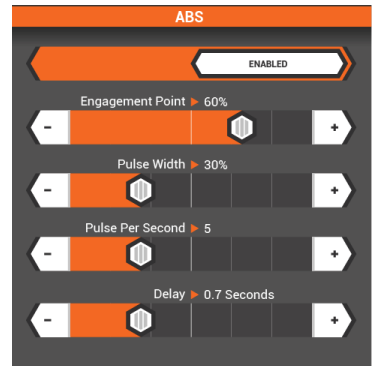 ABS
ENABLED
Engagement Point ▶ 60%
- +
Pulse Width ▶ 30%
- +
Pulse Per Second ▶ 5
- +
Delay ▶ 0.7 Seconds
- +